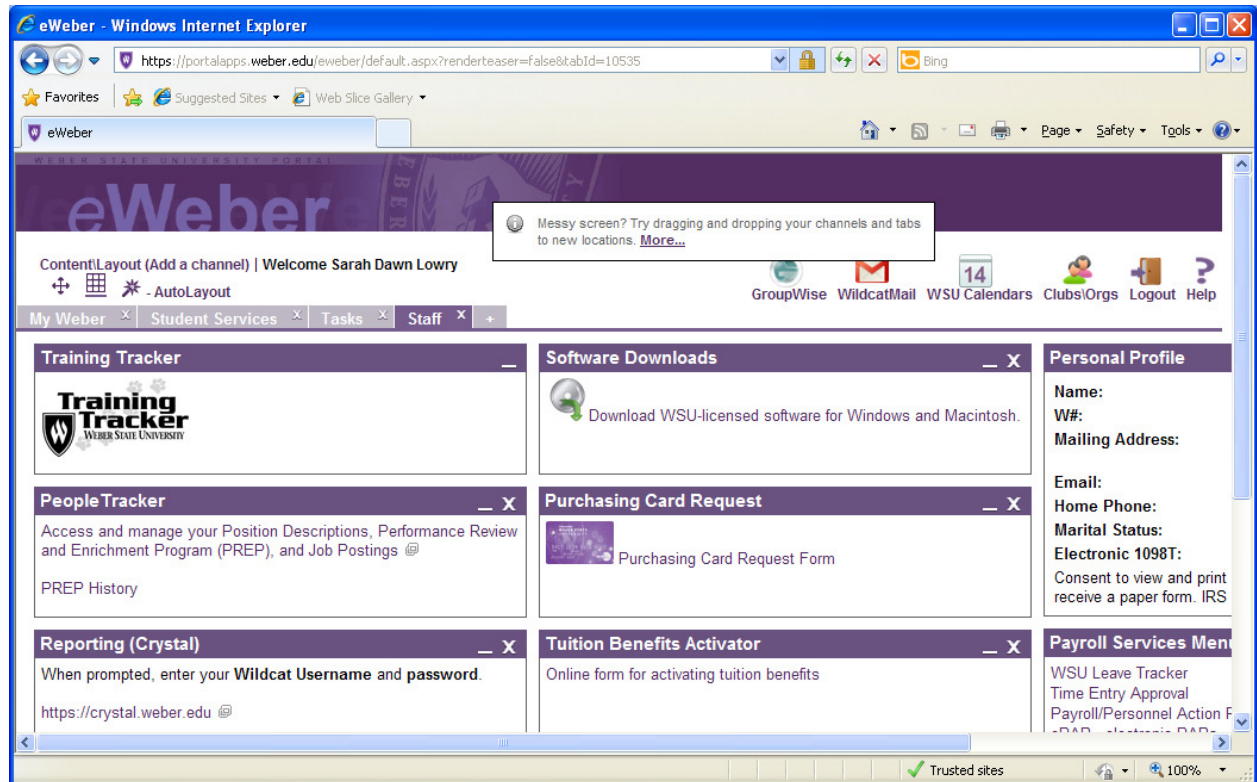 eWeber - Windows Internet Explorer
https://portalapps.weber.edu/eweber/default.aspx?renderteaser=false&tabId=10535
Bing
Favorites
Suggested Sites
Web Slice Gallery
eWeber
Page
Safety
Tools
WEBER STATE UNIVERSITY PORTAL
eWeber
Messy screen? Try dragging and dropping your channels and tabs
to new locations. More...
Content\Layout (Add a channel) | Welcome Sarah Dawn Lowry
- AutoLayout
14
GroupWise WildcatMail WSU Calendars Clubs\Orgs Logout Help
My Weber X Student Services X Tasks X Staff X +
Training Tracker
Training
Tracker
WEBER STATE UNIVERSITY
Software Downloads
Download WSU-licensed software for Windows and Macintosh.
Personal Profile
Name:
W#:
Mailing Address:
Email:
Home Phone:
Marital Status:
Electronic 1098T:
Consent to view and print
receive a paper form. IRS
PeopleTracker
Access and manage your Position Descriptions, Performance Review
and Enrichment Program (PREP), and Job Postings
PREP History
Purchasing Card Request
Purchasing Card Request Form
Reporting (Crystal)
When prompted, enter your Wildcat Username and password.
https://crystal.weber.edu
Tuition Benefits Activator
Online form for activating tuition benefits
Payroll Services Menu
WSU Leave Tracker
Time Entry Approval
Payroll/Personnel Action
Trusted sites
100%